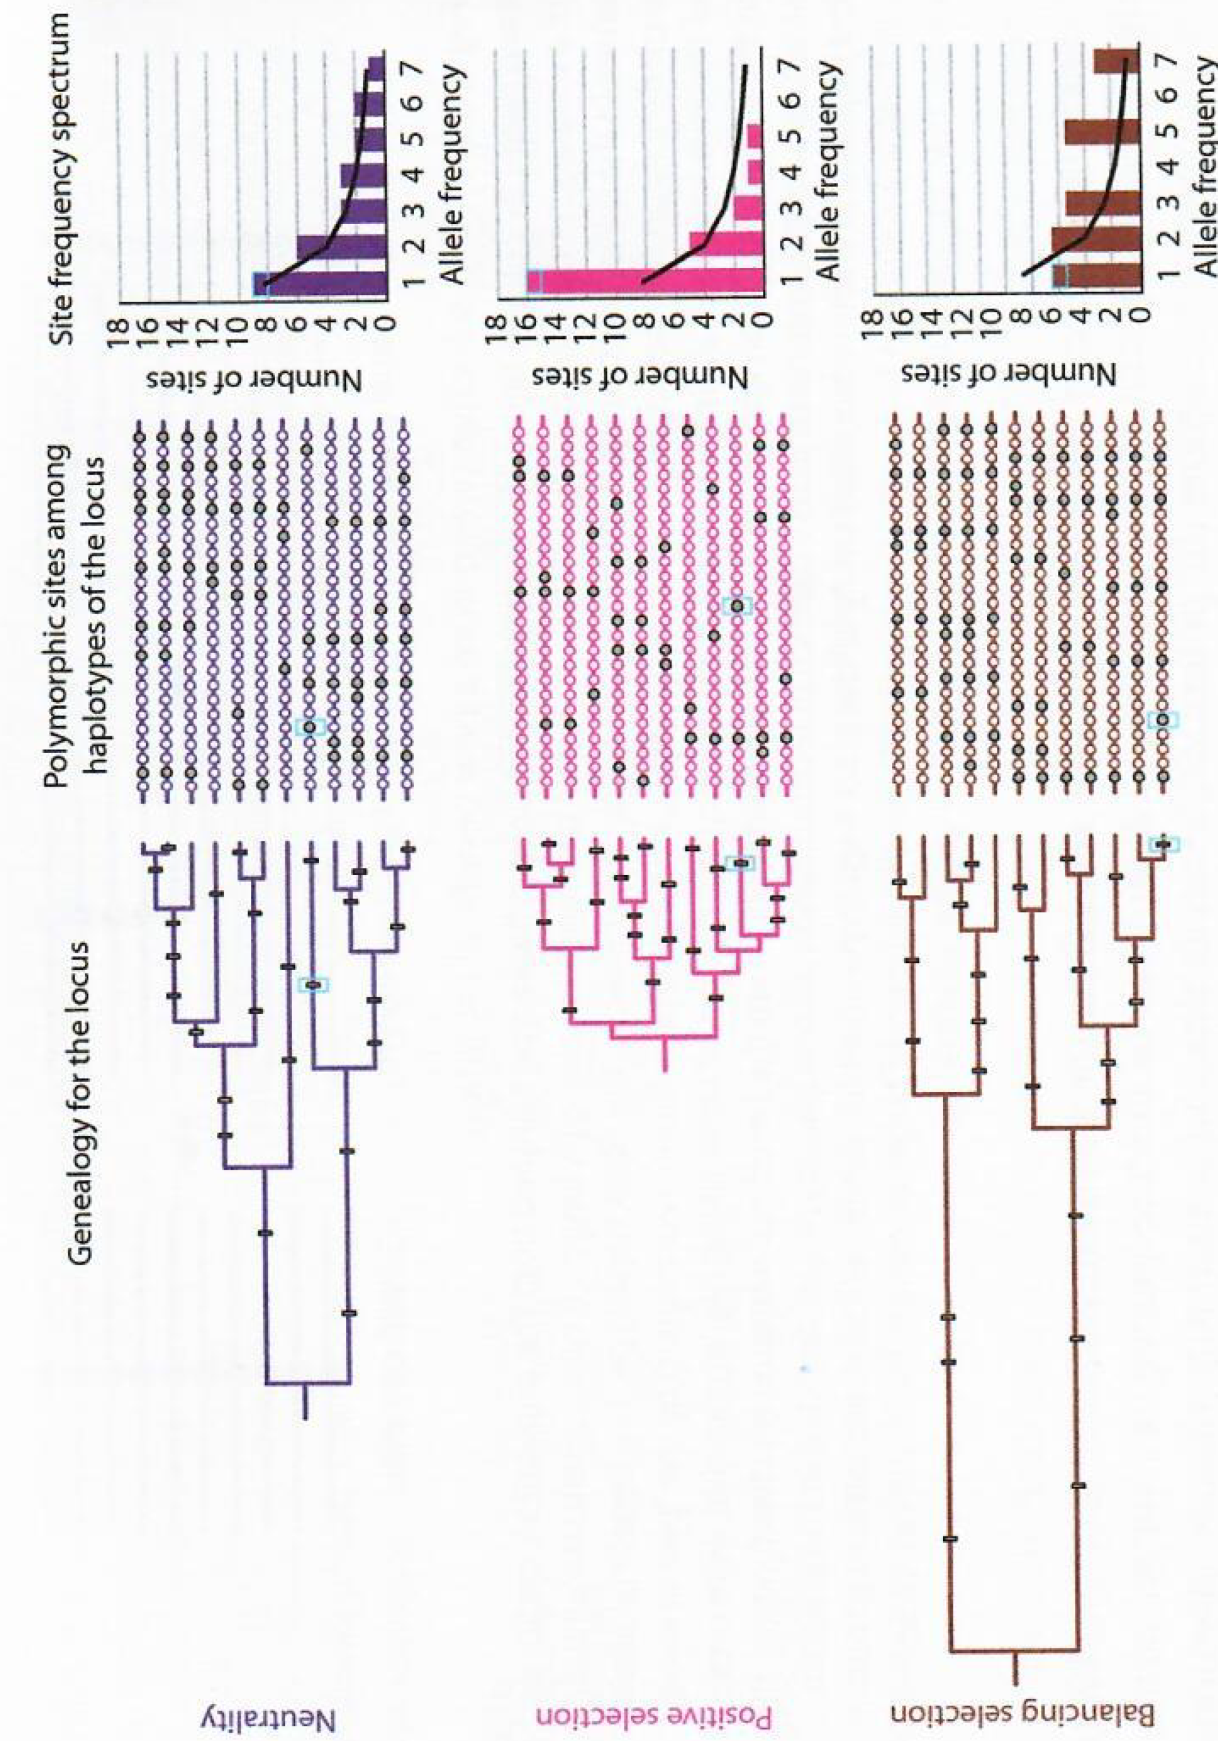 Genealogy for the locus
Polymorphic sites among
haplotypes of the locus
Site frequency spectrum
Neutrality
Number of sites
18
16
14
12
10
8
6
4
2
0
1 2 3 4 5 6 7
Allele frequency
Positive selection
Number of sites
18
16
14
12
10
8
6
4
2
0
1 2 3 4 5 6 7
Allele frequency
Balancing selection
Number of sites
18
16
14
12
10
8
6
4
2
0
1 2 3 4 5 6 7
Allele frequency